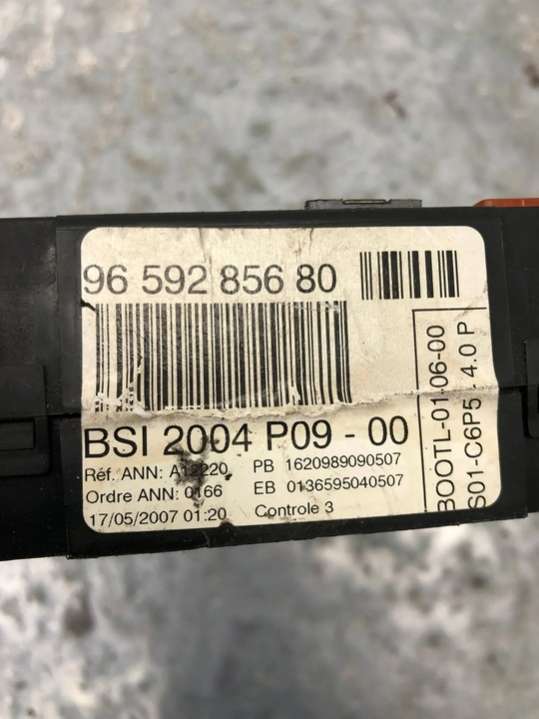 96 592 856 80
BSI 2004 P09 - 00
Réf. ANN: A12220 PB 1620989090507
Ordre ANN: 0166 EB 0136595040507
17/05/2007 01:20 Controle 3
BOOTL-01-06-00
S01-C6P5 - 4.0 P